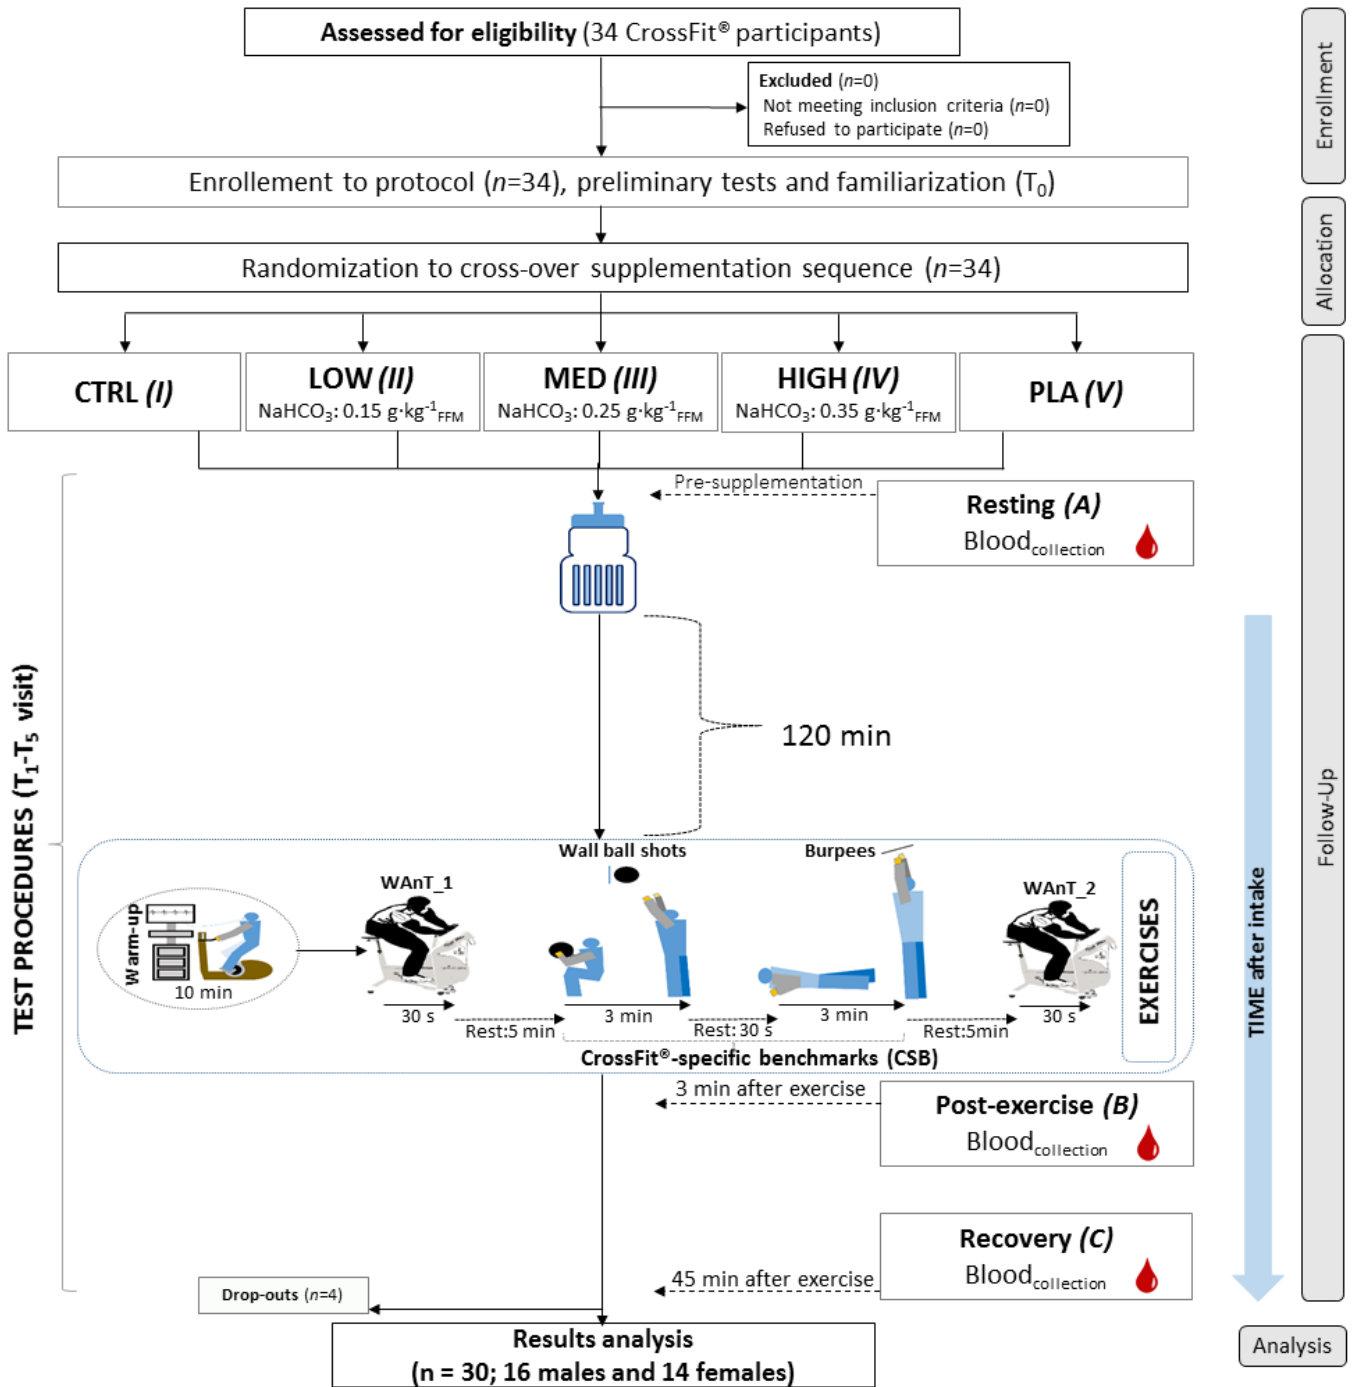 Assessed for eligibility (34 CrossFit® participants)
Excluded (n=0)
Not meeting inclusion criteria (n=0)
Refused to participate (n=0)
Enrollment
Enrollement to protocol (n=34), preliminary tests and familiarization (T0)
Randomization to cross-over supplementation sequence (n=34)
Allocation
CTRL (I)
LOW (II)
NaHCO3: 0.15 g·kg-1FFM
MED (III)
NaHCO3: 0.25 g·kg-1FFM
HIGH (IV)
NaHCO3: 0.35 g·kg-1FFM
PLA (V)
Pre-supplementation
Resting (A)
Bloodcollection
120 min
TEST PROCEDURES (T1-T5 visit)
TIME after intake
Follow-Up
Wall ball shots
Burpees
WAnT_1
WAnT_2
Warm-up
10 min
EXERCISES
30 s
Rest:5 min
3 min
Rest: 30 s
3 min
Rest:5min
30 s
CrossFit®-specific benchmarks (CSB)
3 min after exercise
Post-exercise (B)
Bloodcollection
Recovery (C)
Bloodcollection
45 min after exercise
Drop-outs (n=4)
Results analysis
(n = 30; 16 males and 14 females)
Analysis